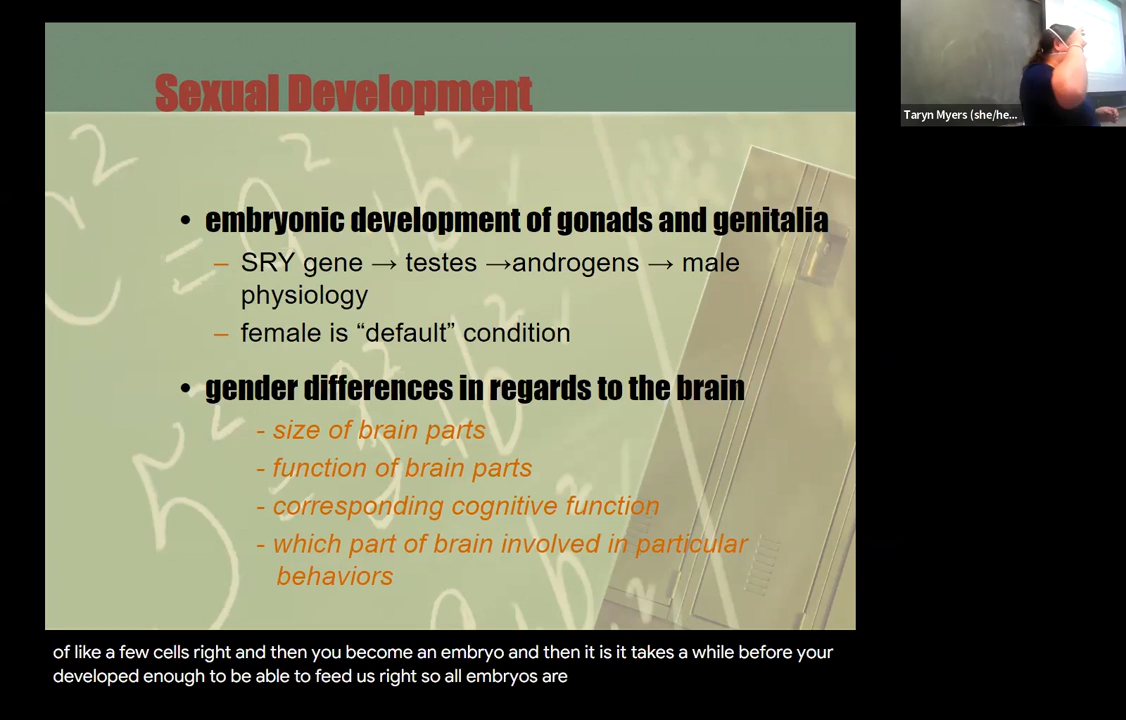 Sexual Development
• embryonic development of gonads and genitalia
– SRY gene → testes →androgens → male
physiology
– female is “default” condition
• gender differences in regards to the brain
- size of brain parts
- function of brain parts
- corresponding cognitive function
- which part of brain involved in particular
behaviors
Taryn Myers (she/he...
of like a few cells right and then you become an embryo and then it is it takes a while before your
developed enough to be able to feed us right so all embryos are